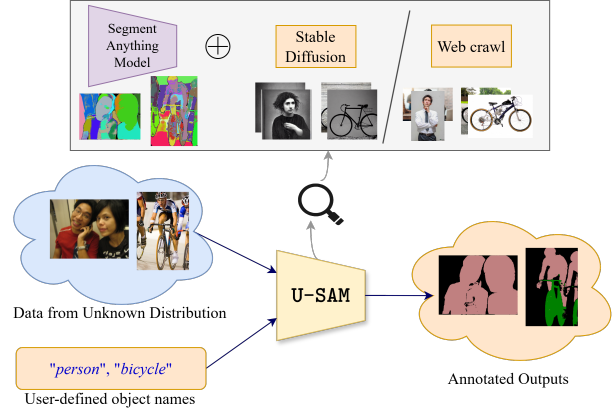 Segment
Anything
Model
Stable
Diffusion
Web crawl
Data from Unknown Distribution
U-SAM
"person", "bicycle"
User-defined object names
Annotated Outputs